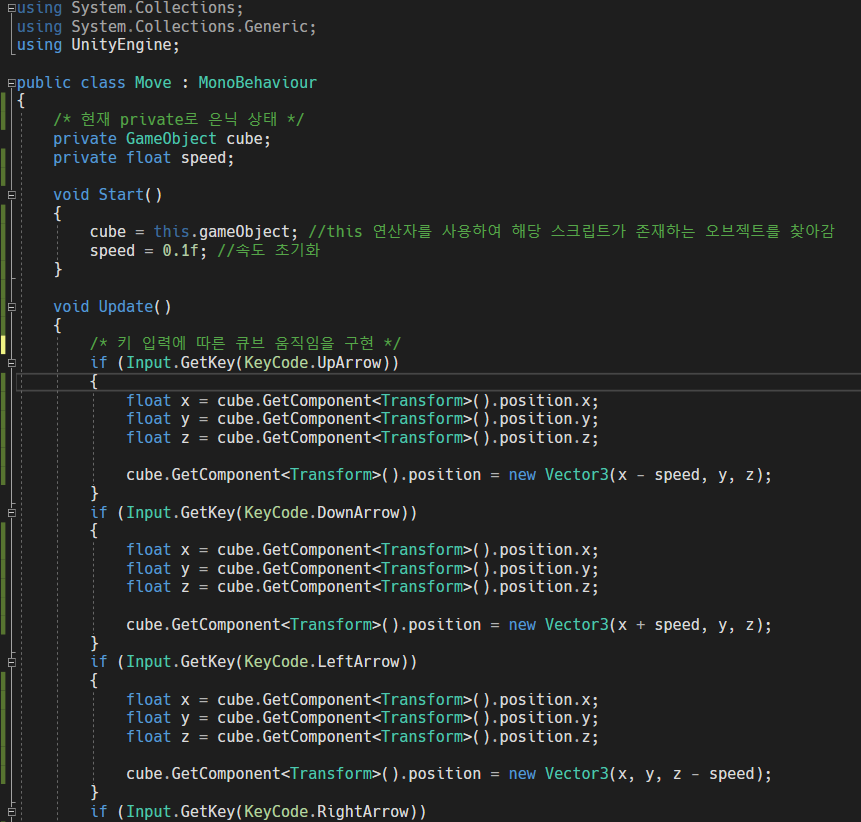 using System.Collections;
using System.Collections.Generic;
using UnityEngine;
public class Move : MonoBehaviour
{
/* 현재 private로 은닉 상태 */
private GameObject cube;
private float speed;
void Start()
{
cube = this.gameObject; //this 연산자를 사용하여 해당 스크립트가 존재하는 오브젝트를 찾아감
speed = 0.1f; //속도 초기화
}
void Update()
{
/* 키 입력에 따른 큐브 움직임을 구현 */
if (Input.GetKey(KeyCode.UpArrow))
{
float x = cube.GetComponent<Transform>().position.x;
float y = cube.GetComponent<Transform>().position.y;
float z = cube.GetComponent<Transform>().position.z;
cube.GetComponent<Transform>().position = new Vector3(x - speed, y, z);
}
if (Input.GetKey(KeyCode.DownArrow))
{
float x = cube.GetComponent<Transform>().position.x;
float y = cube.GetComponent<Transform>().position.y;
float z = cube.GetComponent<Transform>().position.z;
cube.GetComponent<Transform>().position = new Vector3(x + speed, y, z);
}
if (Input.GetKey(KeyCode.LeftArrow))
{
float x = cube.GetComponent<Transform>().position.x;
float y = cube.GetComponent<Transform>().position.y;
float z = cube.GetComponent<Transform>().position.z;
cube.GetComponent<Transform>().position = new Vector3(x, y, z - speed);
}
if (Input.GetKey(KeyCode.RightArrow))